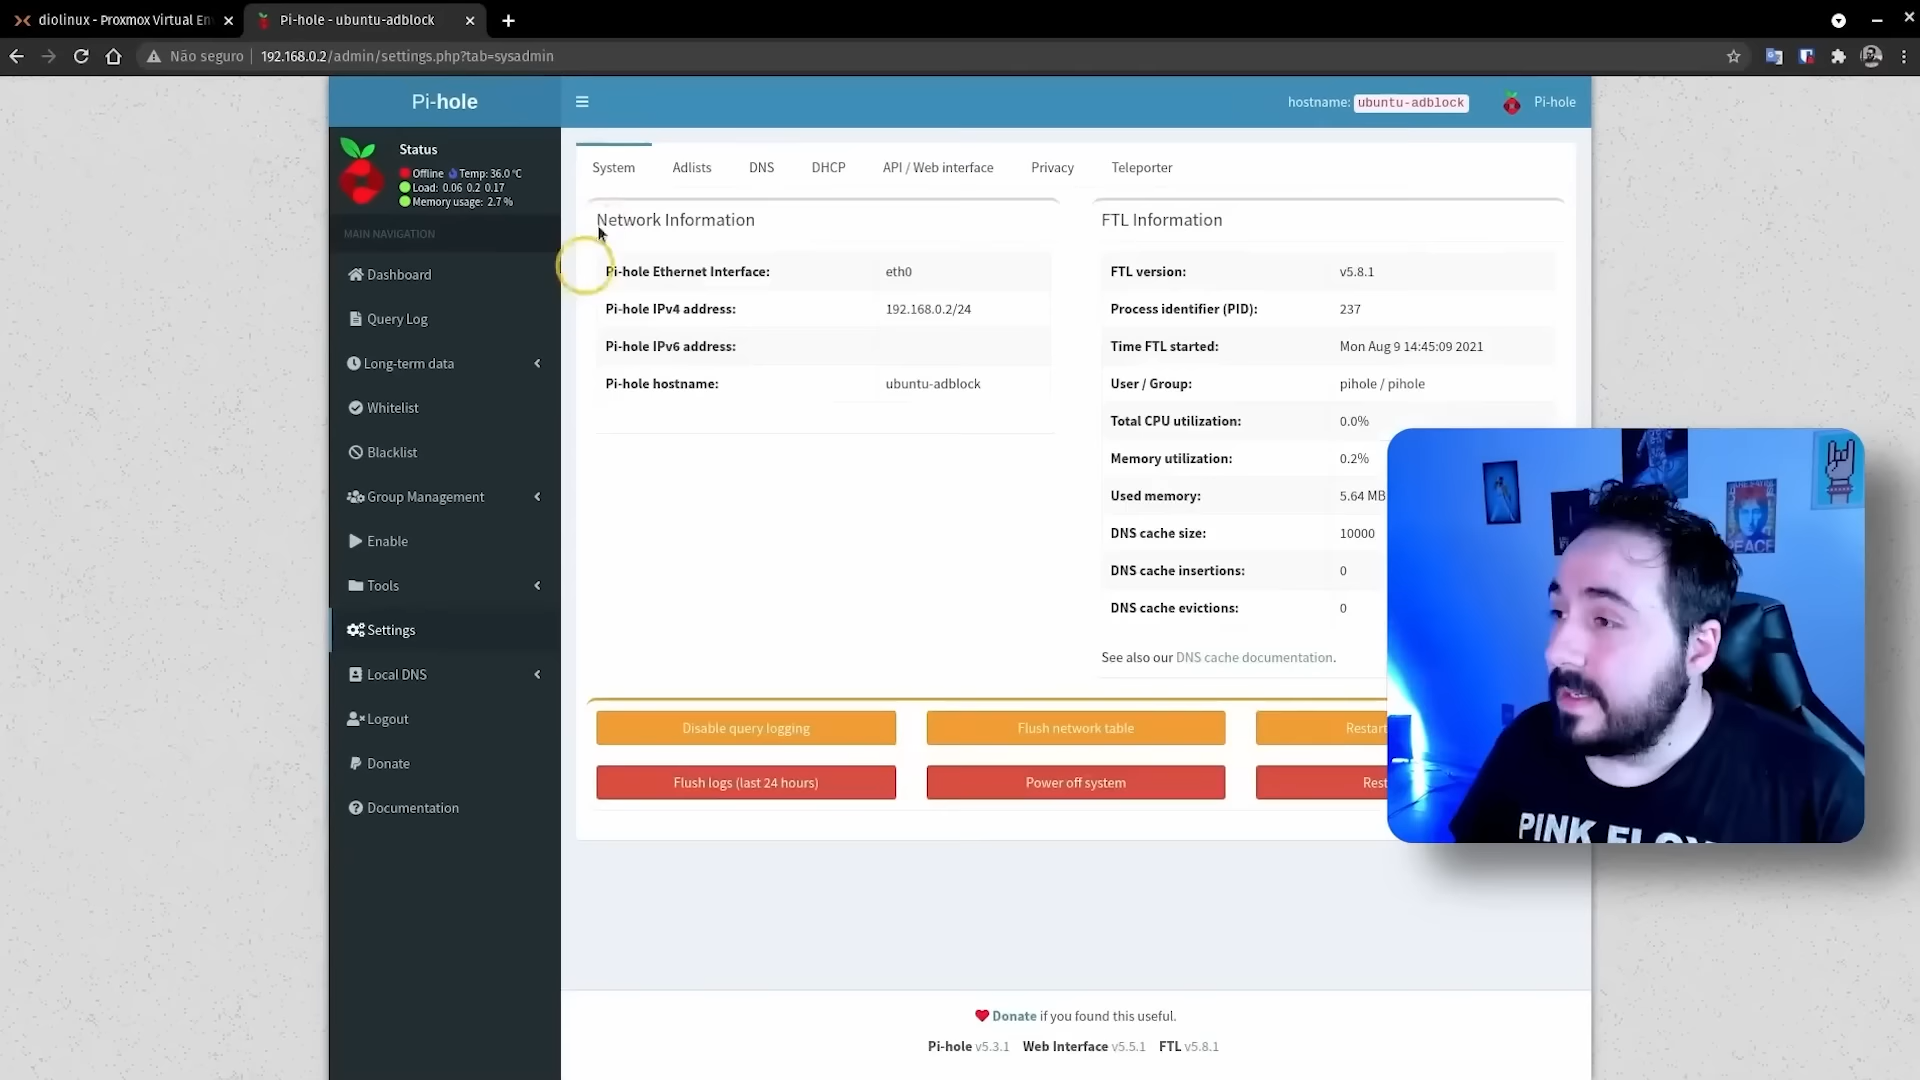 diolinux - Proxmox Virtual En
Pi-hole - ubuntu-adblock
Não seguro
192.168.0.2/admin/settings.php?tab=sysadmin
Pi-hole
hostname: ubuntu-adblock
Pi-hole
Status
Offline Temp: 36.0 °C
Load: 0.06 0.2 0.17
Memory usage: 2.7 %
MAIN NAVIGATION
Dashboard
Query Log
Long-term data
Whitelist
Blacklist
Group Management
Enable
Tools
Settings
Local DNS
Logout
Donate
Documentation
System Adlists DNS DHCP API / Web interface Privacy Teleporter
Network Information
Pi-hole Ethernet Interface: eth0
Pi-hole IPv4 address: 192.168.0.2/24
Pi-hole IPv6 address:
Pi-hole hostname: ubuntu-adblock
FTL Information
FTL version: v5.8.1
Process identifier (PID): 237
Time FTL started: Mon Aug 9 14:45:09 2021
User / Group: pihole / pihole
Total CPU utilization: 0.0%
Memory utilization: 0.2%
Used memory: 5.64 MB
DNS cache size: 10000
DNS cache insertions: 0
DNS cache evictions: 0
See also our DNS cache documentation.
Disable query logging
Flush network table
Restart
Flush logs (last 24 hours)
Power off system
Rest
PEACE
PINK FLOY
Donate if you found this useful.
Pi-hole v5.3.1 Web Interface v5.5.1 FTL v5.8.1